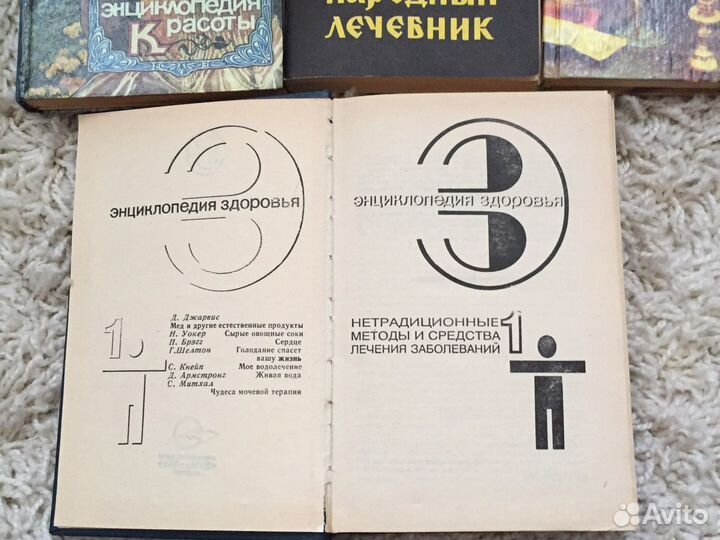 ЭНЦИКЛОПЕДИЯ
Красоты
НАРОДНЫЙ
ЛЕЧЕБНИК
ЭНЦИКЛОПЕДИЯ ЗДОРОВЬЯ
Д. Джарвис
Мед и другие естественные продукты
Н. Уокер Сырые овощные соки
П. Брэгг Сердце
Г. Шелтон Голодание спасет
вашу жизнь
С. Кнейп Мое водолечение
Д. Армстронг Живая вода
С. Митхал
Чудеса мочевой терапии
1
ЭНЦИКЛОПЕДИЯ ЗДОРОВЬЯ
НЕТРАДИЦИОННЫЕ
МЕТОДЫ И СРЕДСТВА
ЛЕЧЕНИЯ ЗАБОЛЕВАНИЙ
1
Avito